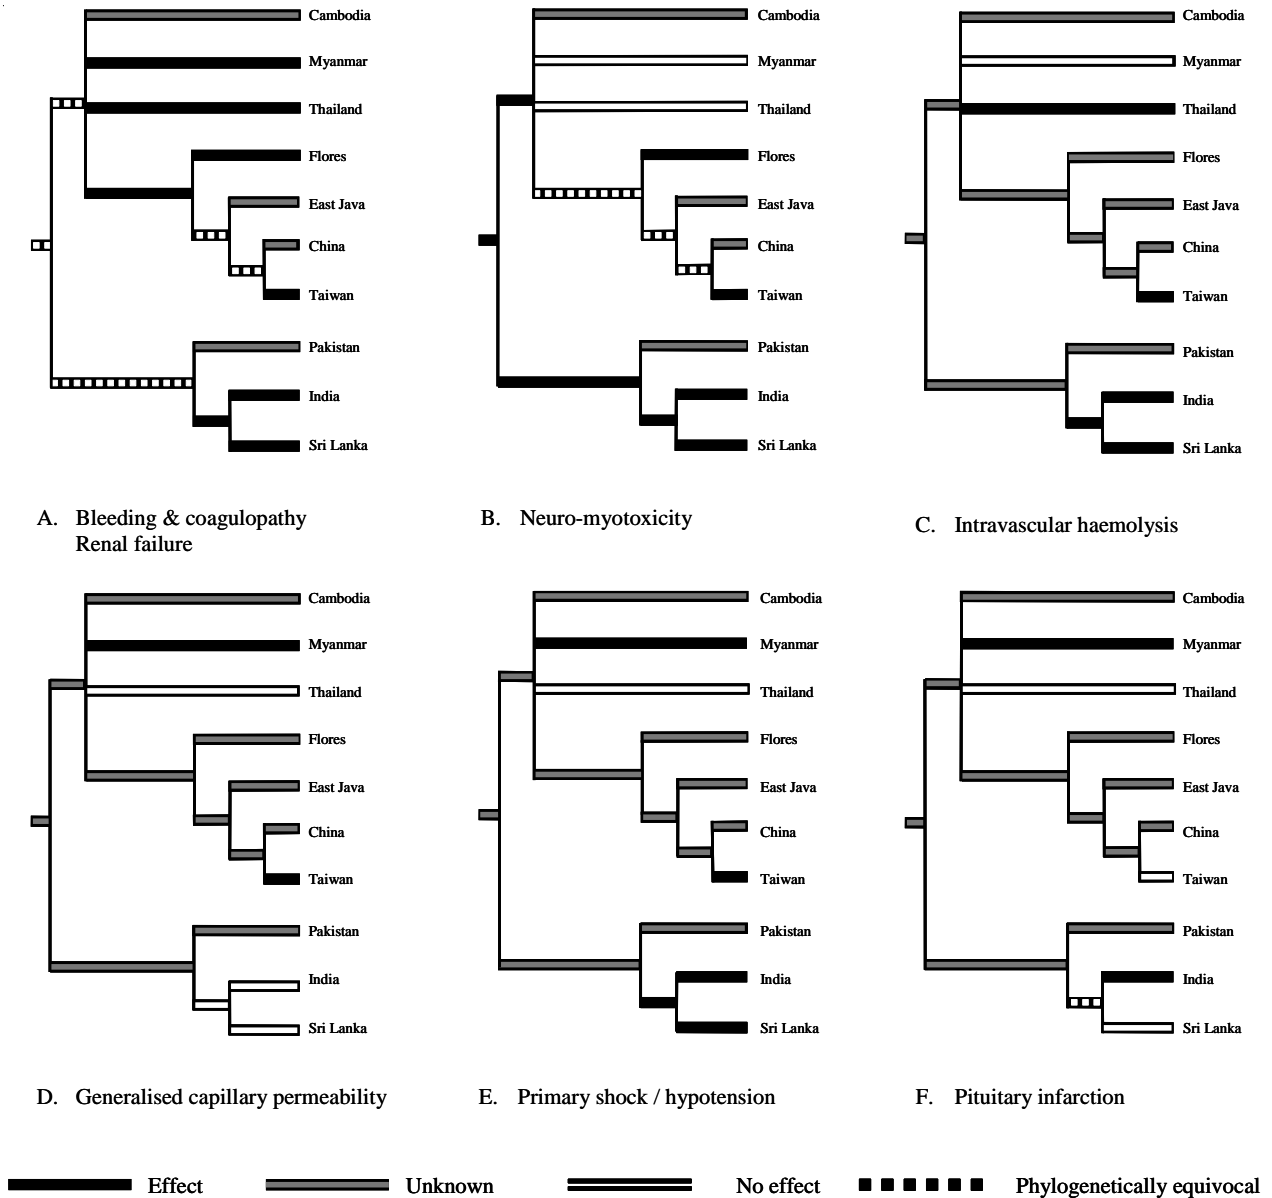 Cambodia
Myanmar
Thailand
Flores
East Java
China
Taiwan
Pakistan
India
Sri Lanka
A. Bleeding & coagulopathy
Renal failure
Cambodia
Myanmar
Thailand
Flores
East Java
China
Taiwan
Pakistan
India
Sri Lanka
B. Neuro-myotoxicity
Cambodia
Myanmar
Thailand
Flores
East Java
China
Taiwan
Pakistan
India
Sri Lanka
C. Intravascular haemolysis
Cambodia
Myanmar
Thailand
Flores
East Java
China
Taiwan
Pakistan
India
Sri Lanka
D. Generalised capillary permeability
Cambodia
Myanmar
Thailand
Flores
East Java
China
Taiwan
Pakistan
India
Sri Lanka
E. Primary shock / hypotension
Cambodia
Myanmar
Thailand
Flores
East Java
China
Taiwan
Pakistan
India
Sri Lanka
F. Pituitary infarction
Effect Unknown No effect Phylogenetically equivocal